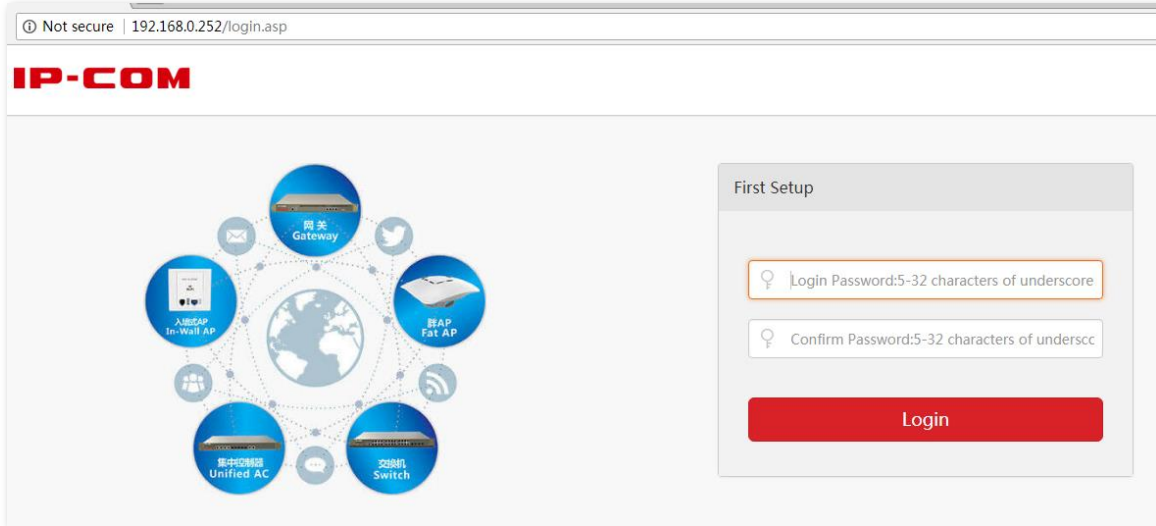 Not secure | 192.168.0.252/login.asp
IP-COM
First Setup
网关
Gateway
Login Password:5-32 characters of underscore
入墙式AP
In-Wall AP
胖AP
Fat AP
Confirm Password:5-32 characters of undersco
Login
集中控制器
Unified AC
交换机
Switch